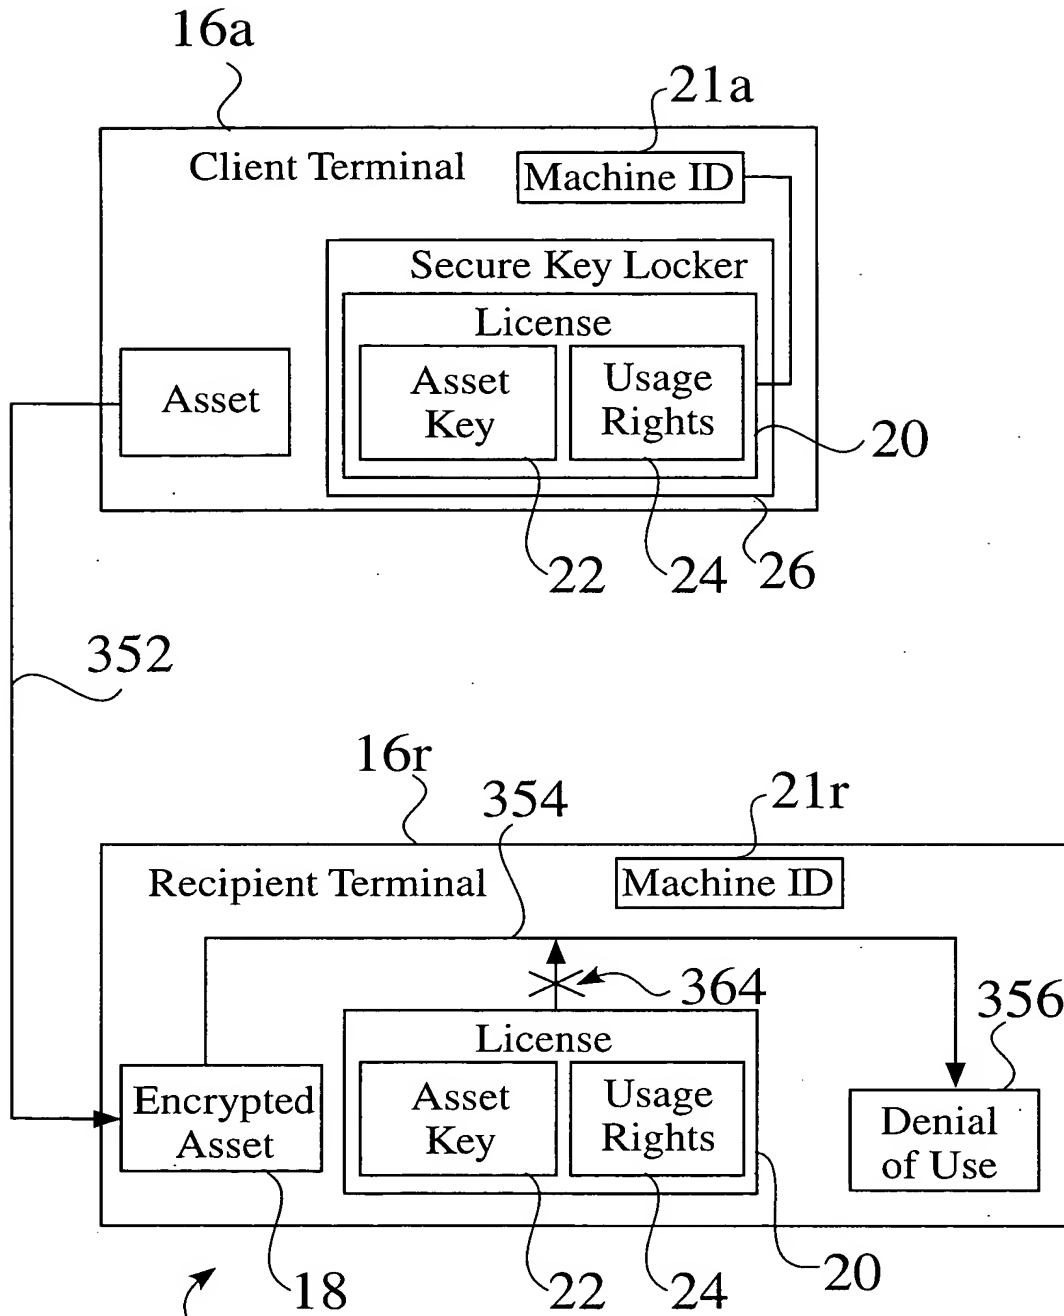 16a
21a
Client Terminal
Machine ID
Secure Key Locker
License
Asset
Asset
Key
Usage
Rights
20
22
24
26
352
16r
354
21r
Recipient Terminal
Machine ID
364
356
License
Encrypted
Asset
Asset
Key
Usage
Rights
Denial
of Use
18
22
24
20